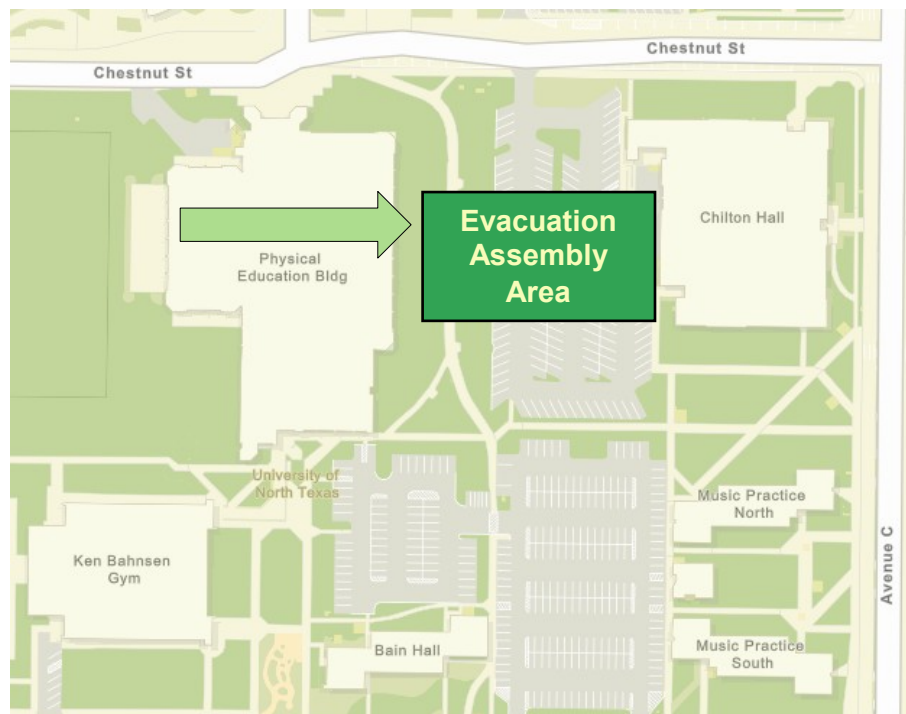 Chestnut St
Chestnut St
Evacuation
Assembly
Area
Chilton Hall
Physical
Education Bldg
University of
North Texas
Music Practice
North
Ken Bahnsen
Gym
Avenue C
Bain Hall
Music Practice
South